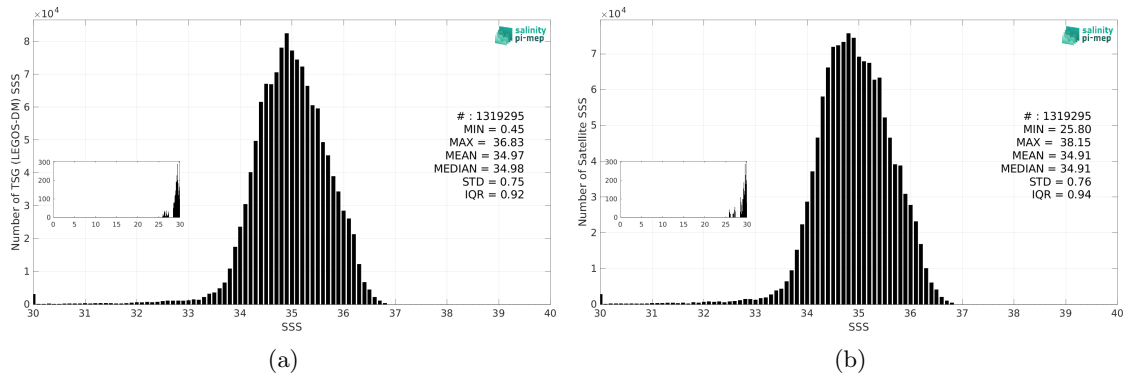 ×10⁴
8
7
6
5
4
3
2
1
0
Number of TSG (LEGOS-DM) SSS
salinity
pi-mep
# : 1319295
MIN = 0.45
MAX = 36.83
MEAN = 34.97
MEDIAN = 34.98
STD = 0.75
IQR = 0.92
300
200
100
0
0 5 10 15 20 25 30
30 31 32 33 34 35 36 37 38 39 40
SSS
(a)
×10⁴
7
6
5
4
3
2
1
0
Number of Satellite SSS
salinity
pi-mep
# : 1319295
MIN = 25.80
MAX = 38.15
MEAN = 34.91
MEDIAN = 34.91
STD = 0.76
IQR = 0.94
300
200
100
0
0 5 10 15 20 25 30
30 31 32 33 34 35 36 37 38 39 40
SSS
(b)